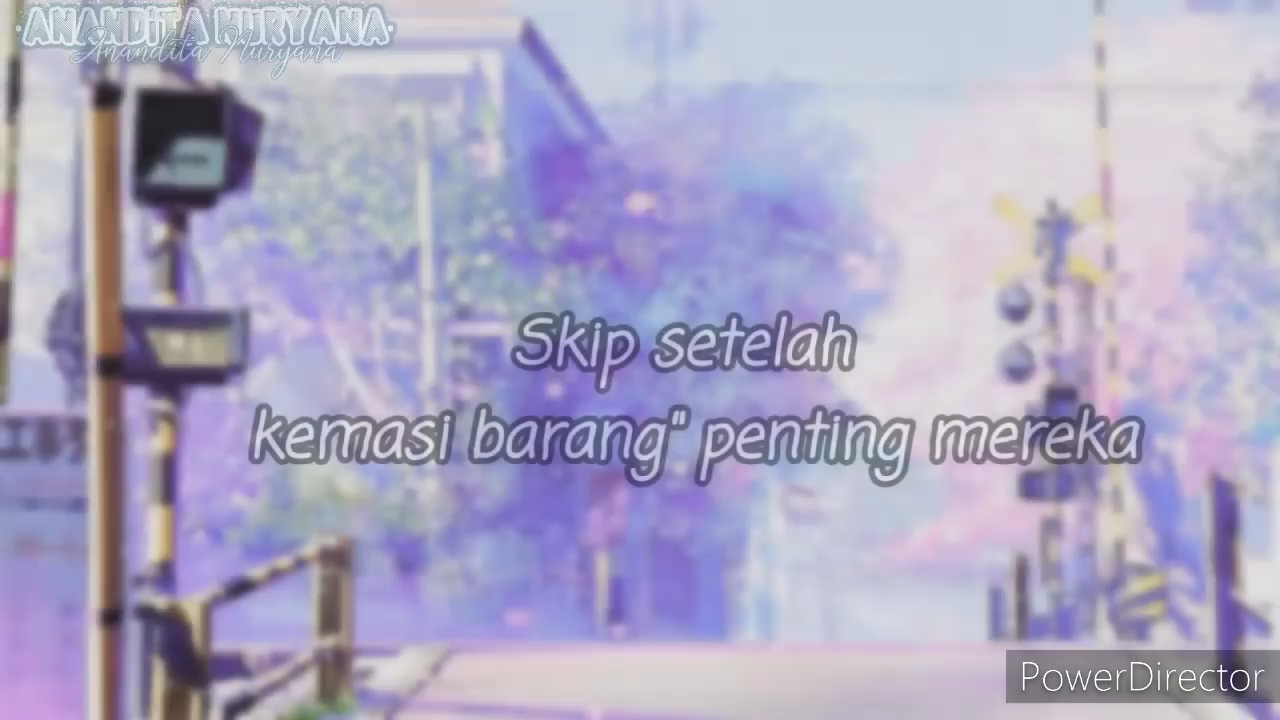 ANANDITA NURYANA
Anandita Nuryana
Skip setelah
kemasi barang" penting mereka
PowerDirector